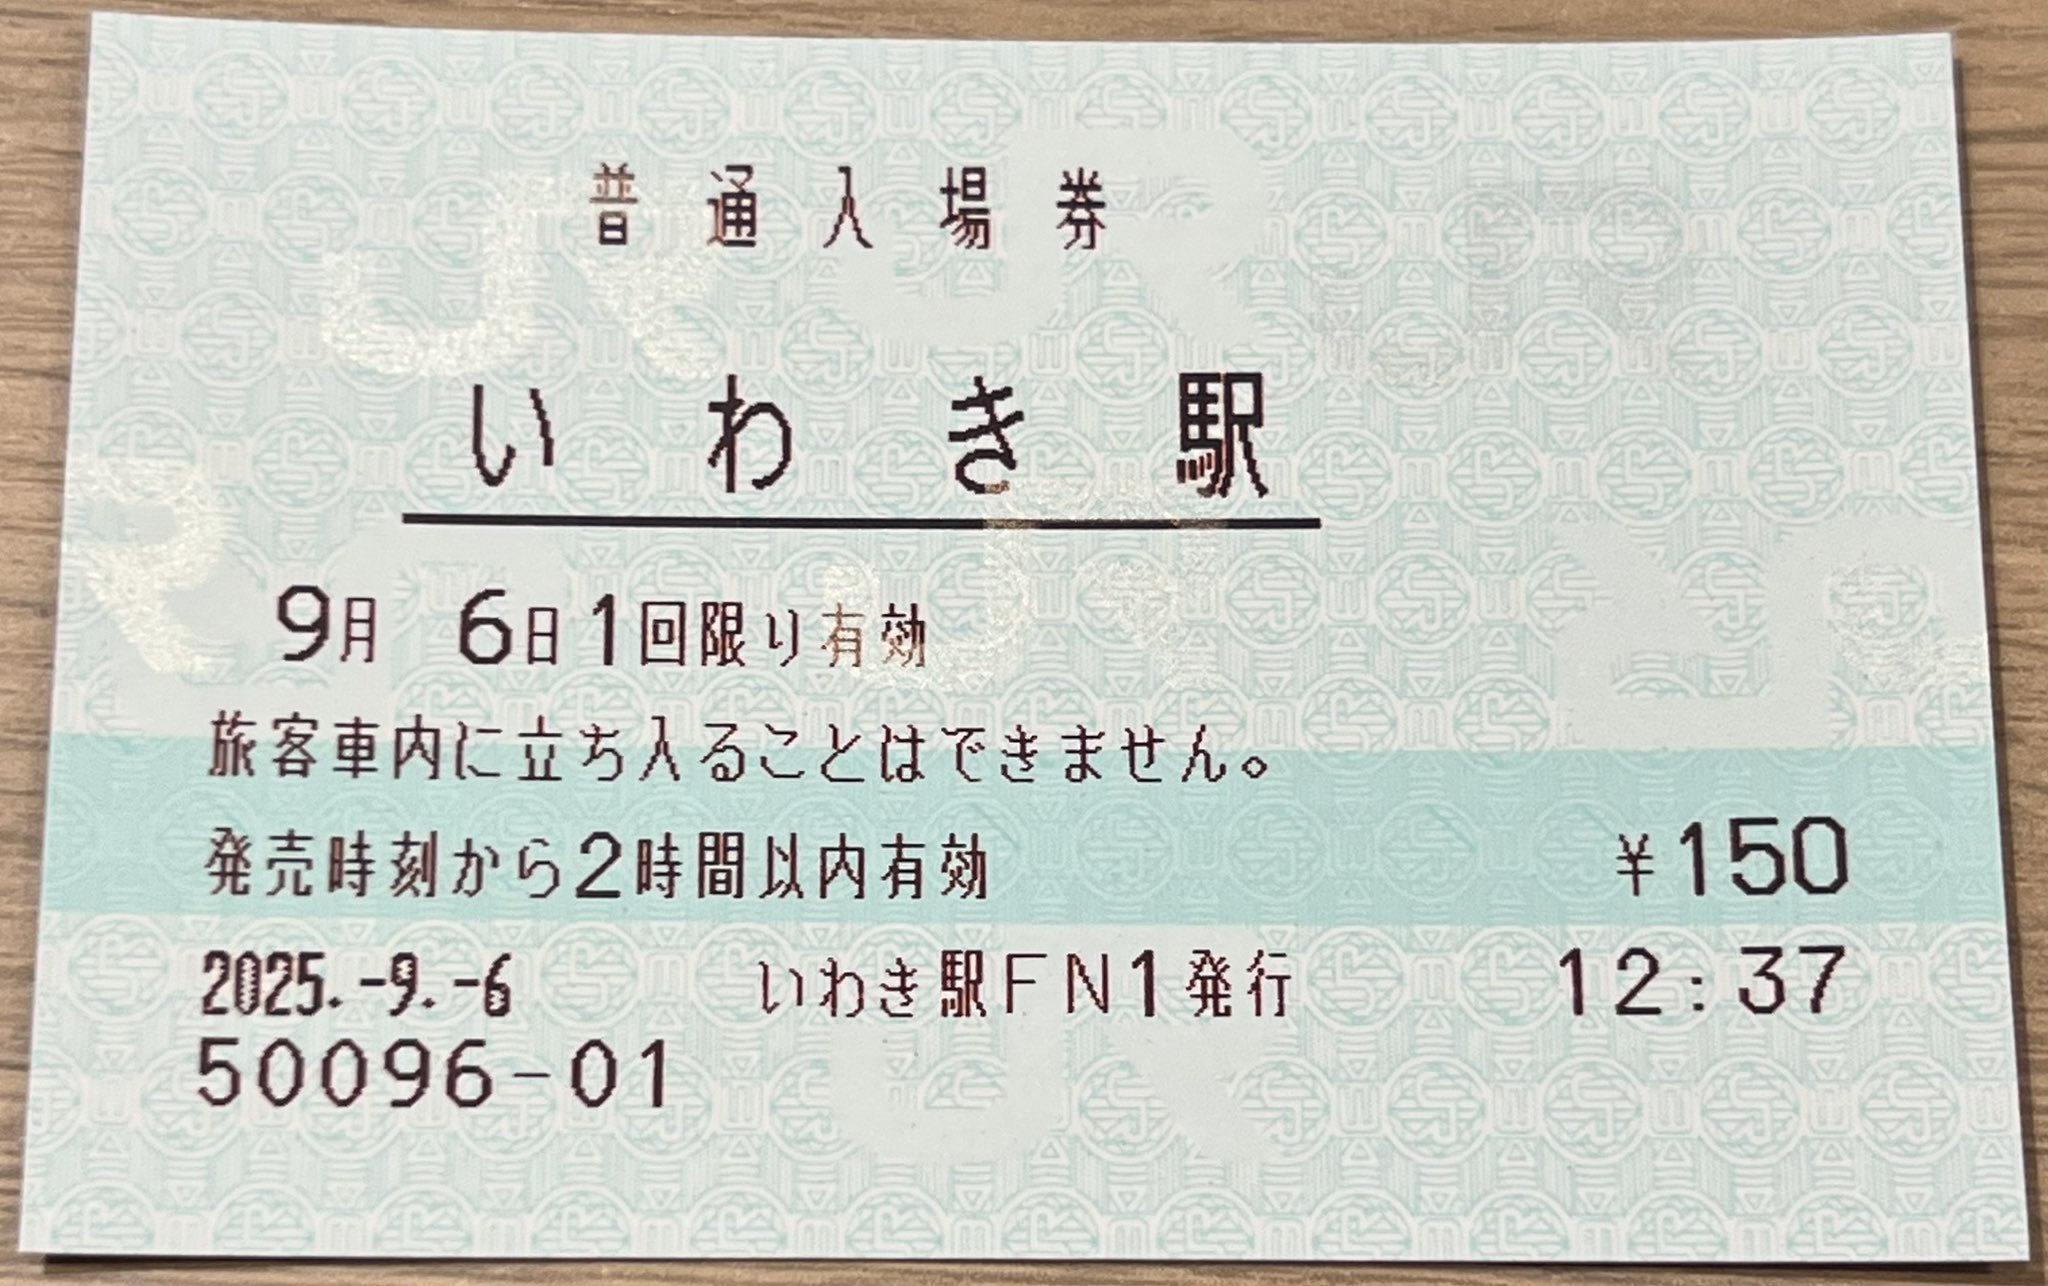 普通入場券
いわき駅
9月 6日1回限り有効
旅客車内に立ち入ることはできません。
発売時刻から2時間以内有効 ¥150
2025.-9.-6 いわき駅FN1発行 12:37
50096-01